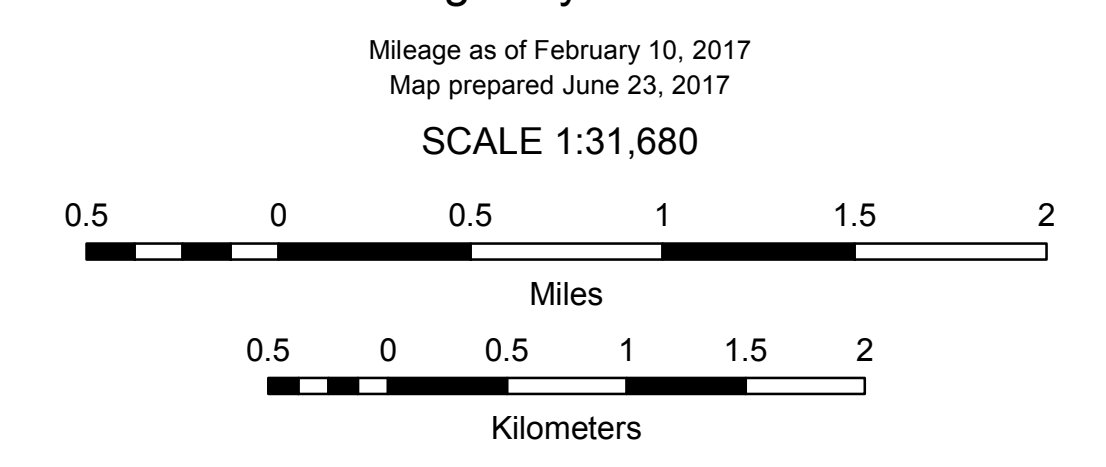 Mileage as of February 10, 2017
Map prepared June 23, 2017
SCALE 1:31,680
0.5 0 0.5 1 1.5 2
Miles
0.5 0 0.5 1 1.5 2
Kilometers